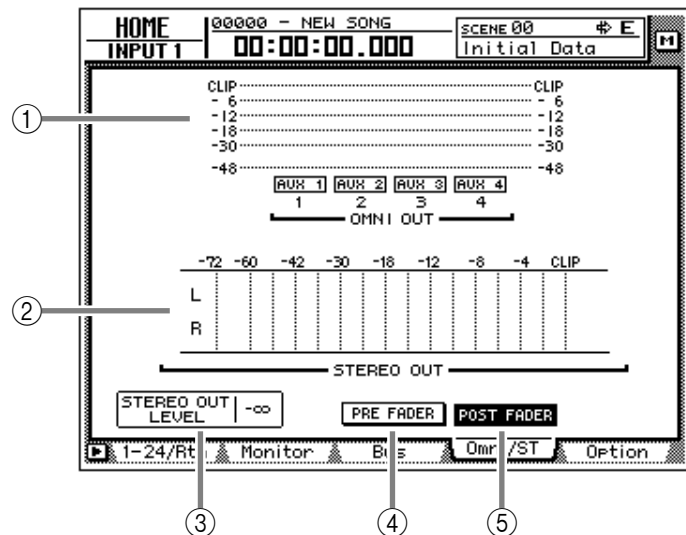 HOME
INPUT 1
00000 - NEW SONG
00:00:00.000
SCENE 00 E
Initial Data
M
CLIP CLIP
- 6 - 6
-12 -12
-18 -18
-30 -30
-48 -48
AUX 1 AUX 2 AUX 3 AUX 4
1 2 3 4
OMNI OUT
-72 -60 -42 -30 -18 -12 -8 -4 CLIP
L
R
STEREO OUT
STEREO OUT LEVEL -∞
PRE FADER POST FADER
1-24/Rtn Monitor Bus Omni/ST Option
①
②
③ ④ ⑤